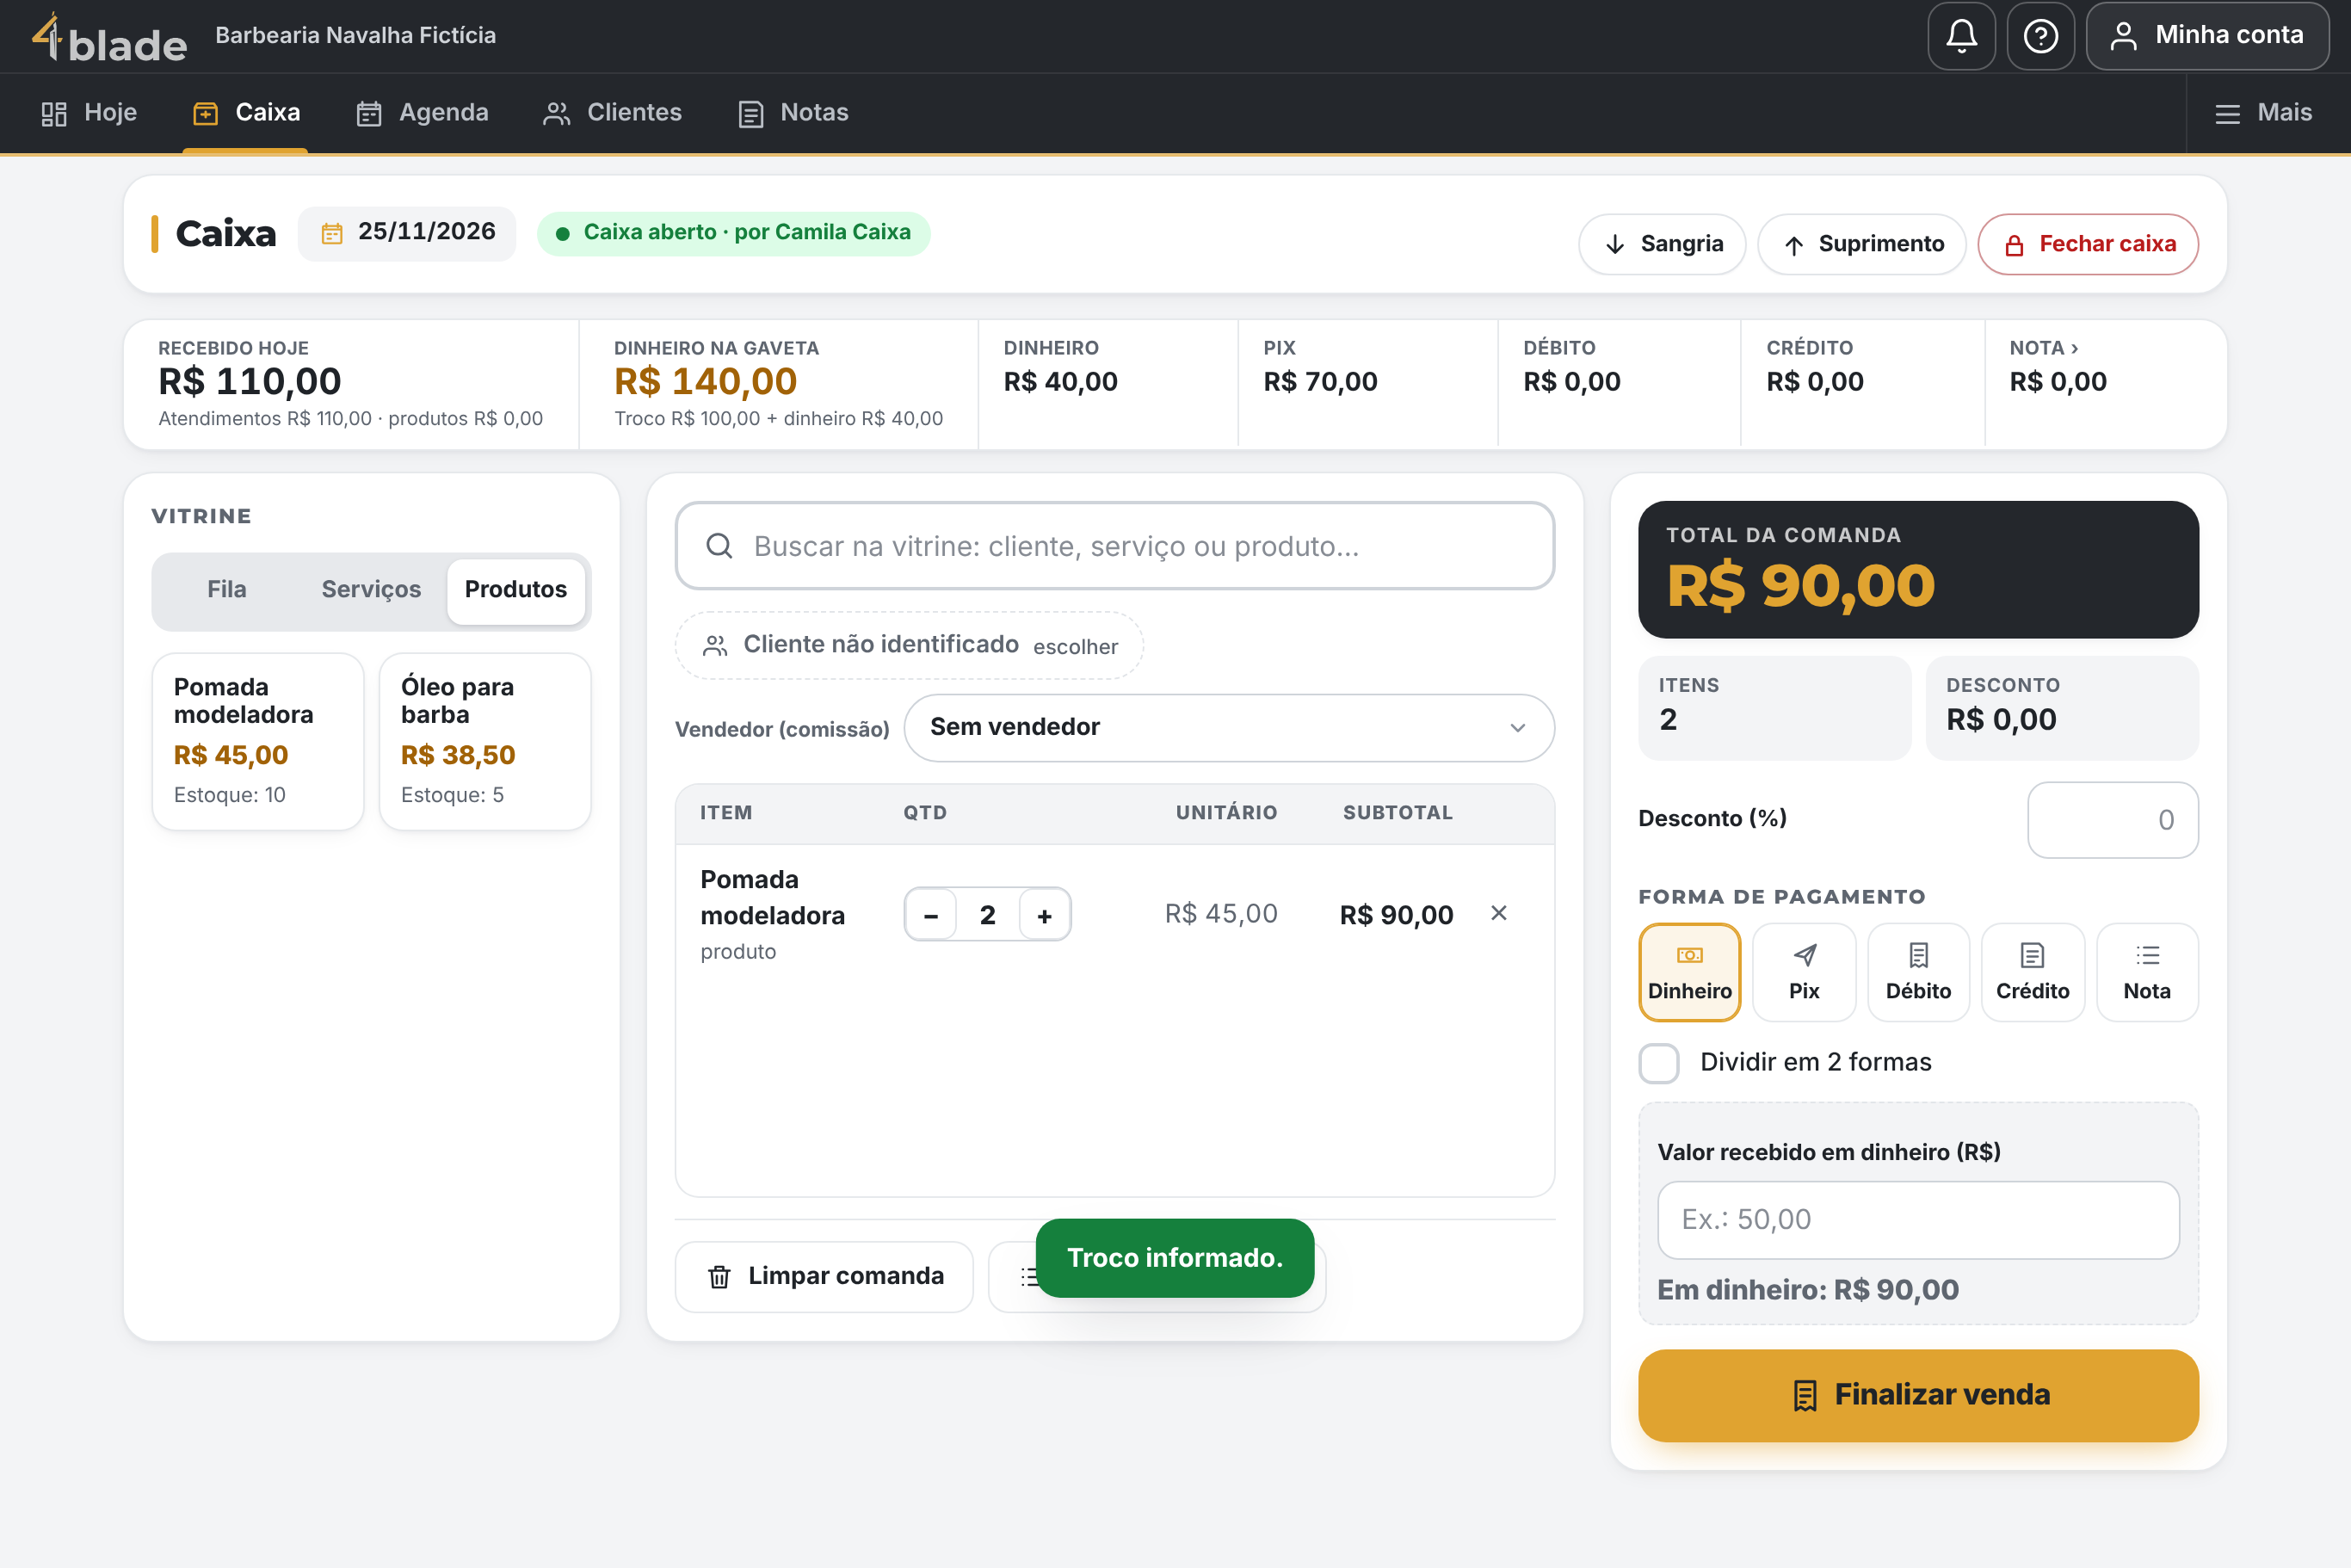 4blade
Barbearia Navalha Fictícia
Minha conta
Hoje
Caixa
Agenda
Clientes
Notas
Mais
Caixa
25/11/2026
Caixa aberto · por Camila Caixa
Sangria
Suprimento
Fechar caixa
RECEBIDO HOJE
R$ 110,00
Atendimentos R$ 110,00 · produtos R$ 0,00
DINHEIRO NA GAVETA
R$ 140,00
Troco R$ 100,00 + dinheiro R$ 40,00
DINHEIRO
R$ 40,00
PIX
R$ 70,00
DÉBITO
R$ 0,00
CRÉDITO
R$ 0,00
NOTA ›
R$ 0,00
VITRINE
Fila
Serviços
Produtos
Pomada
modeladora
R$ 45,00
Estoque: 10
Óleo para
barba
R$ 38,50
Estoque: 5
Buscar na vitrine: cliente, serviço ou produto...
Cliente não identificado escolher
Vendedor (comissão)
Sem vendedor
ITEM QTD UNITÁRIO SUBTOTAL
Pomada
modeladora
produto
− 2 + R$ 45,00 R$ 90,00 ×
Limpar comanda
Troco informado.
TOTAL DA COMANDA
R$ 90,00
ITENS
2
DESCONTO
R$ 0,00
Desconto (%)
0
FORMA DE PAGAMENTO
Dinheiro
Pix
Débito
Crédito
Nota
Dividir em 2 formas
Valor recebido em dinheiro (R$)
Ex.: 50,00
Em dinheiro: R$ 90,00
Finalizar venda